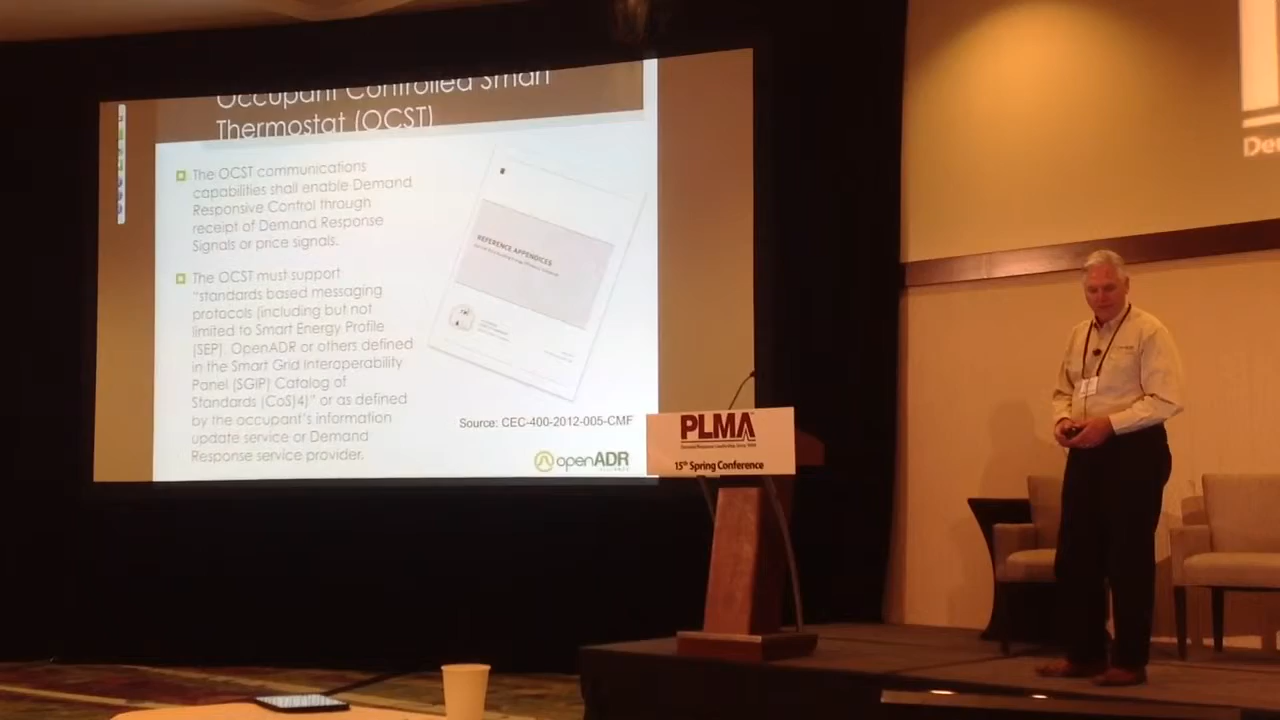 Occupant Controlled Smart
Thermostat (OCST)
The OCST communications
capabilities shall enable Demand
Responsive Control through
receipt of Demand Response
Signals or price signals.
The OCST must support
“standards based messaging
protocols (including but not
limited to Smart Energy Profile
(SEP), OpenADR or others defined
in the Smart Grid Interoperability
Panel (SGIP) Catalog of
Standards (CoS)4)” or as defined
by the occupant’s information
update service or Demand
Response service provider.
REFERENCE APPENDICES
Source: CEC-400-2012-005-CMF
openADR
ALLIANCE
PLMA
15th Spring Conference